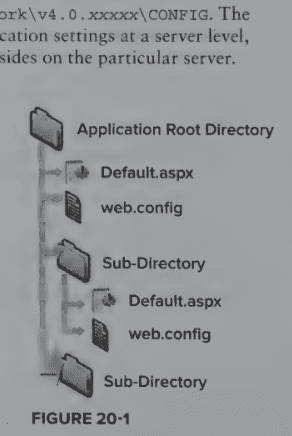 ork\v4.0.xxxxx\CONFIG. The
cation settings at a server level,
sides on the particular server.
Application Root Directory
Default.aspx
web.config
Sub-Directory
Default.aspx
web.config
Sub-Directory
FIGURE 20-1